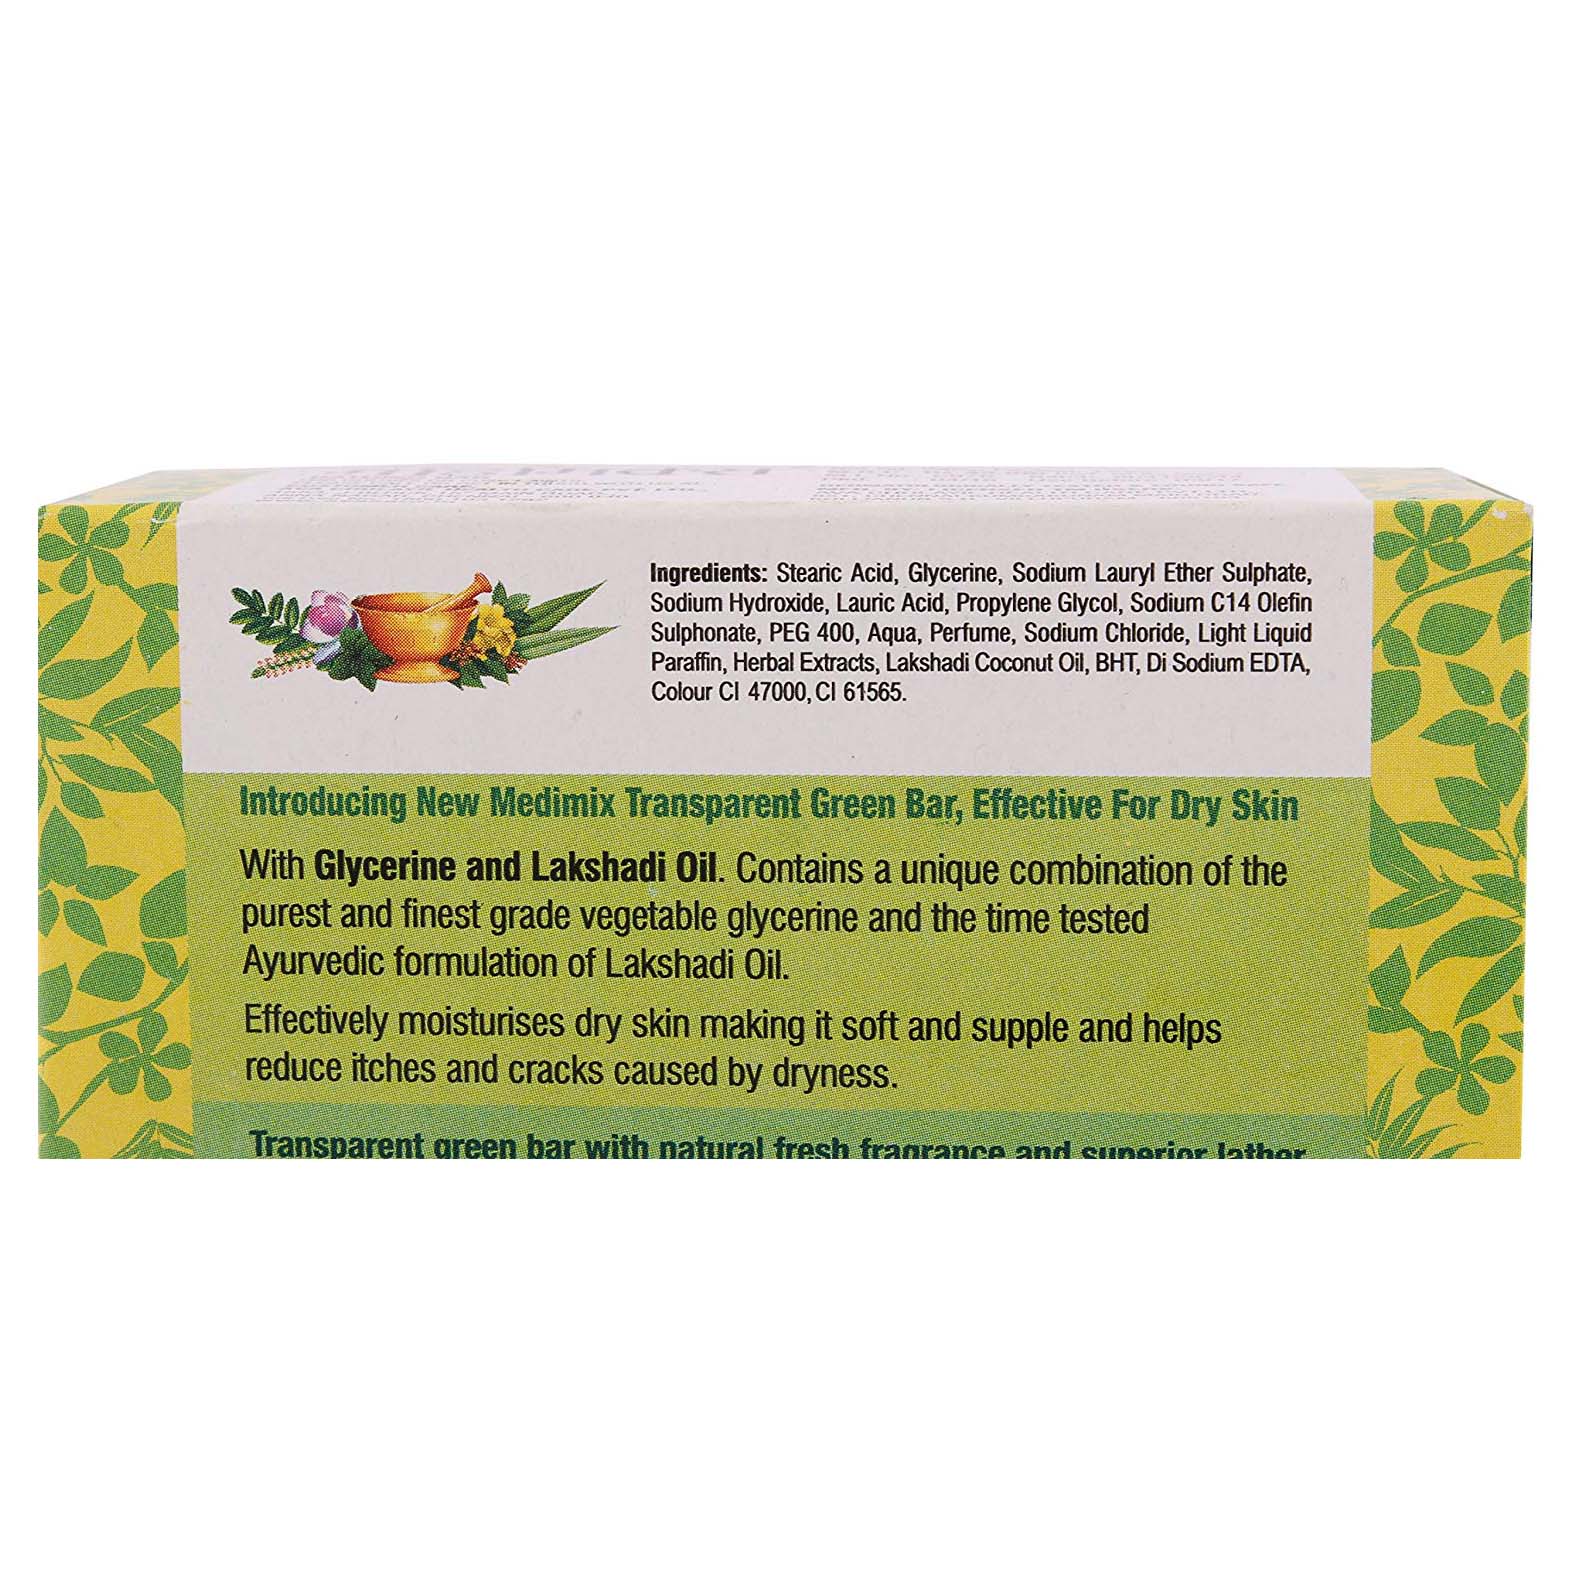 Ingredients: Stearic Acid, Glycerine, Sodium Lauryl Ether Sulphate,
Sodium Hydroxide, Lauric Acid, Propylene Glycol, Sodium C14 Olefin
Sulphonate, PEG 400, Aqua, Perfume, Sodium Chloride, Light Liquid
Paraffin, Herbal Extracts, Lakshadi Coconut Oil, BHT, Di Sodium EDTA,
Colour CI 47000, CI 61565.
Introducing New Medimix Transparent Green Bar, Effective For Dry Skin
With Glycerine and Lakshadi Oil. Contains a unique combination of the
purest and finest grade vegetable glycerine and the time tested
Ayurvedic formulation of Lakshadi Oil.
Effectively moisturises dry skin making it soft and supple and helps
reduce itches and cracks caused by dryness.
Transparent green bar with natural fresh fragrance and superior lather